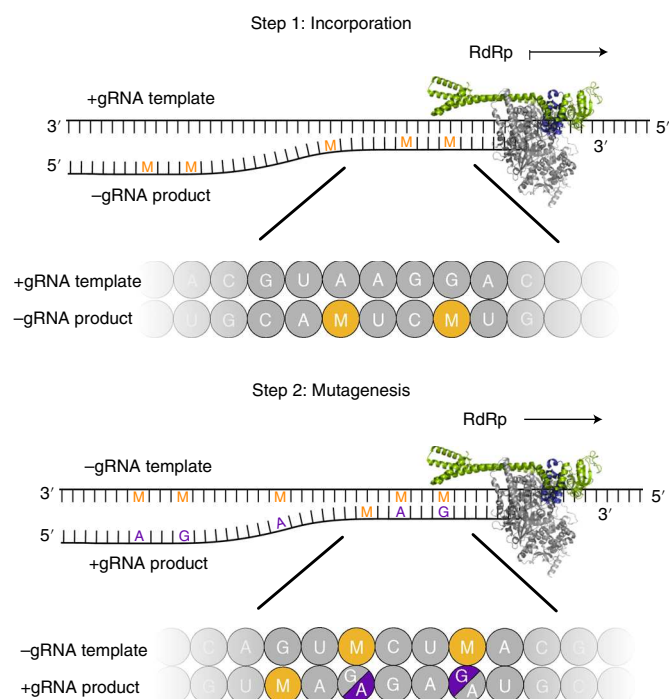 Step 1: Incorporation
RdRp
+gRNA template
3′ 5′
M M M M M
5′ 3′
−gRNA product
+gRNA template A C G U A A G G A C
−gRNA product U G C A M U C M U G
Step 2: Mutagenesis
RdRp
−gRNA template
3′ M M M M M 5′
M A G
A
5′ A G 3′
+gRNA product
−gRNA template C A G U M C U M A C G
+gRNA product G U M A G A G A G A U G C